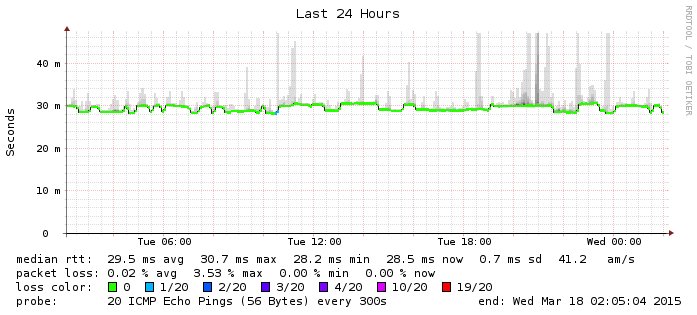 Last 24 Hours
RRDTOOL / TOBI OETIKER
Seconds
40 m
30 m
20 m
10 m
0
Tue 06:00 Tue 12:00 Tue 18:00 Wed 00:00
median rtt: 29.5 ms avg 30.7 ms max 28.2 ms min 28.5 ms now 0.7 ms sd 41.2 am/s
packet loss: 0.02 % avg 3.53 % max 0.00 % min 0.00 % now
loss color: 0 1/20 2/20 3/20 4/20 10/20 19/20
probe: 20 ICMP Echo Pings (56 Bytes) every 300s end: Wed Mar 18 02:05:04 2015